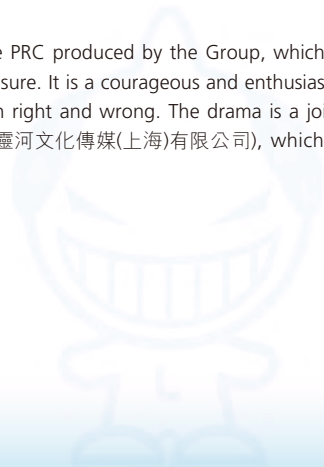 PRC produced by the Group, which
It is a courageous and enthusias
right and wrong. The drama is a joi
靈河文化傳媒(上海)有限公司), which